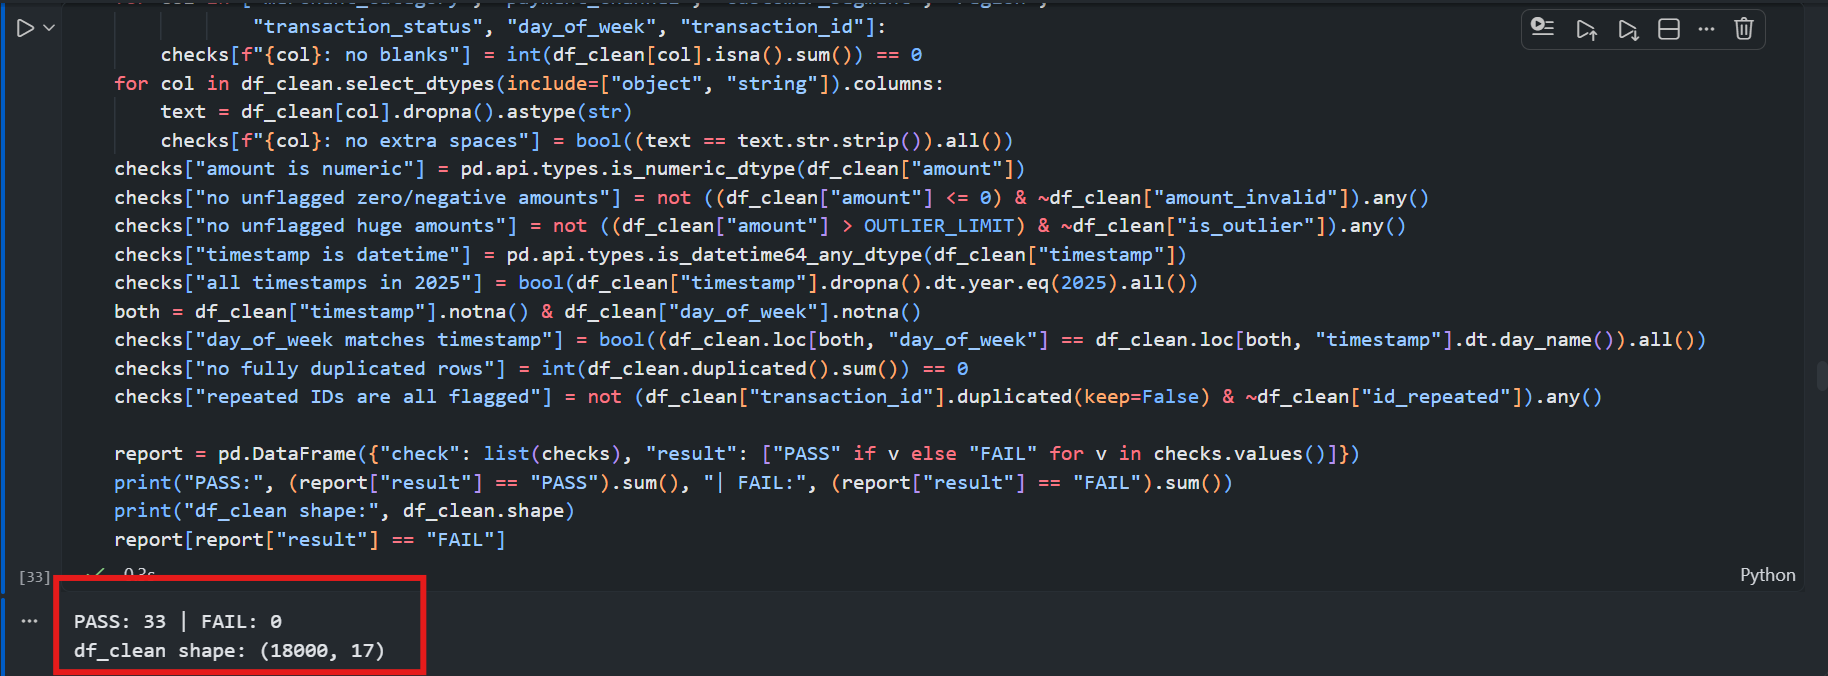 "transaction_status", "day_of_week", "transaction_id"]:
checks[f"{col}: no blanks"] = int(df_clean[col].isna().sum()) == 0
for col in df_clean.select_dtypes(include=["object", "string"]).columns:
text = df_clean[col].dropna().astype(str)
checks[f"{col}: no extra spaces"] = bool((text == text.str.strip()).all())
checks["amount is numeric"] = pd.api.types.is_numeric_dtype(df_clean["amount"])
checks["no unflagged zero/negative amounts"] = not ((df_clean["amount"] <= 0) & ~df_clean["amount_invalid"]).any()
checks["no unflagged huge amounts"] = not ((df_clean["amount"] > OUTLIER_LIMIT) & ~df_clean["is_outlier"]).any()
checks["timestamp is datetime"] = pd.api.types.is_datetime64_any_dtype(df_clean["timestamp"])
checks["all timestamps in 2025"] = bool(df_clean["timestamp"].dropna().dt.year.eq(2025).all())
both = df_clean["timestamp"].notna() & df_clean["day_of_week"].notna()
checks["day_of_week matches timestamp"] = bool((df_clean.loc[both, "day_of_week"] == df_clean.loc[both, "timestamp"].dt.day_name()).all())
checks["no fully duplicated rows"] = int(df_clean.duplicated().sum()) == 0
checks["repeated IDs are all flagged"] = not (df_clean["transaction_id"].duplicated(keep=False) & ~df_clean["id_repeated"]).any()
report = pd.DataFrame({"check": list(checks), "result": ["PASS" if v else "FAIL" for v in checks.values()]})
print("PASS:", (report["result"] == "PASS").sum(), "| FAIL:", (report["result"] == "FAIL").sum())
print("df_clean shape:", df_clean.shape)
report[report["result"] == "FAIL"]
[33]
Python
PASS: 33 | FAIL: 0
df_clean shape: (18000, 17)